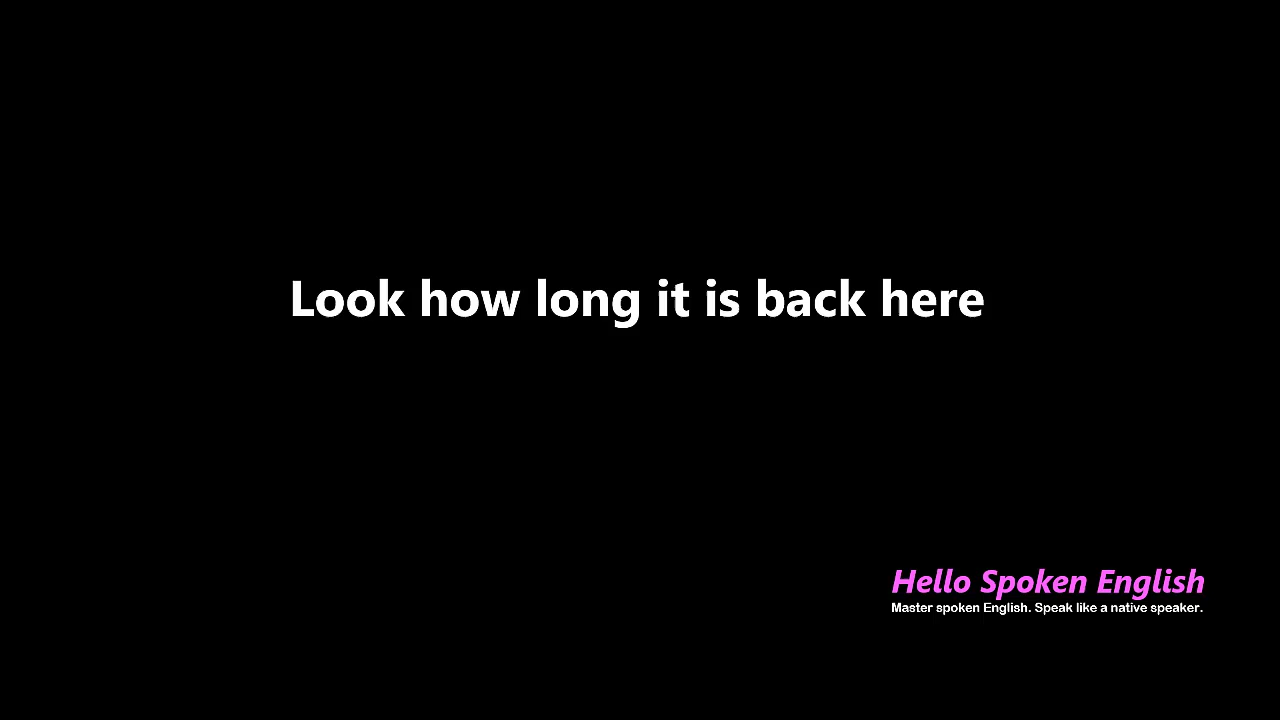 Look how long it is back here
Hello Spoken English
Master spoken English. Speak like a native speaker.